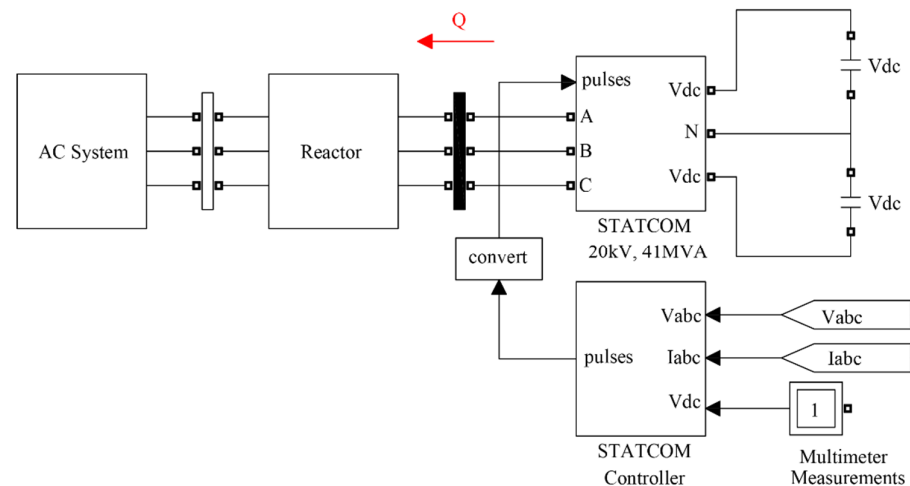 Q
pulses
Vdc
Vdc
A
AC System
Reactor
B
N
C
Vdc
Vdc
STATCOM
20kV, 41MVA
convert
Vabc
Vabc
pulses
Iabc
Iabc
Vdc
1
STATCOM
Controller
Multimeter
Measurements